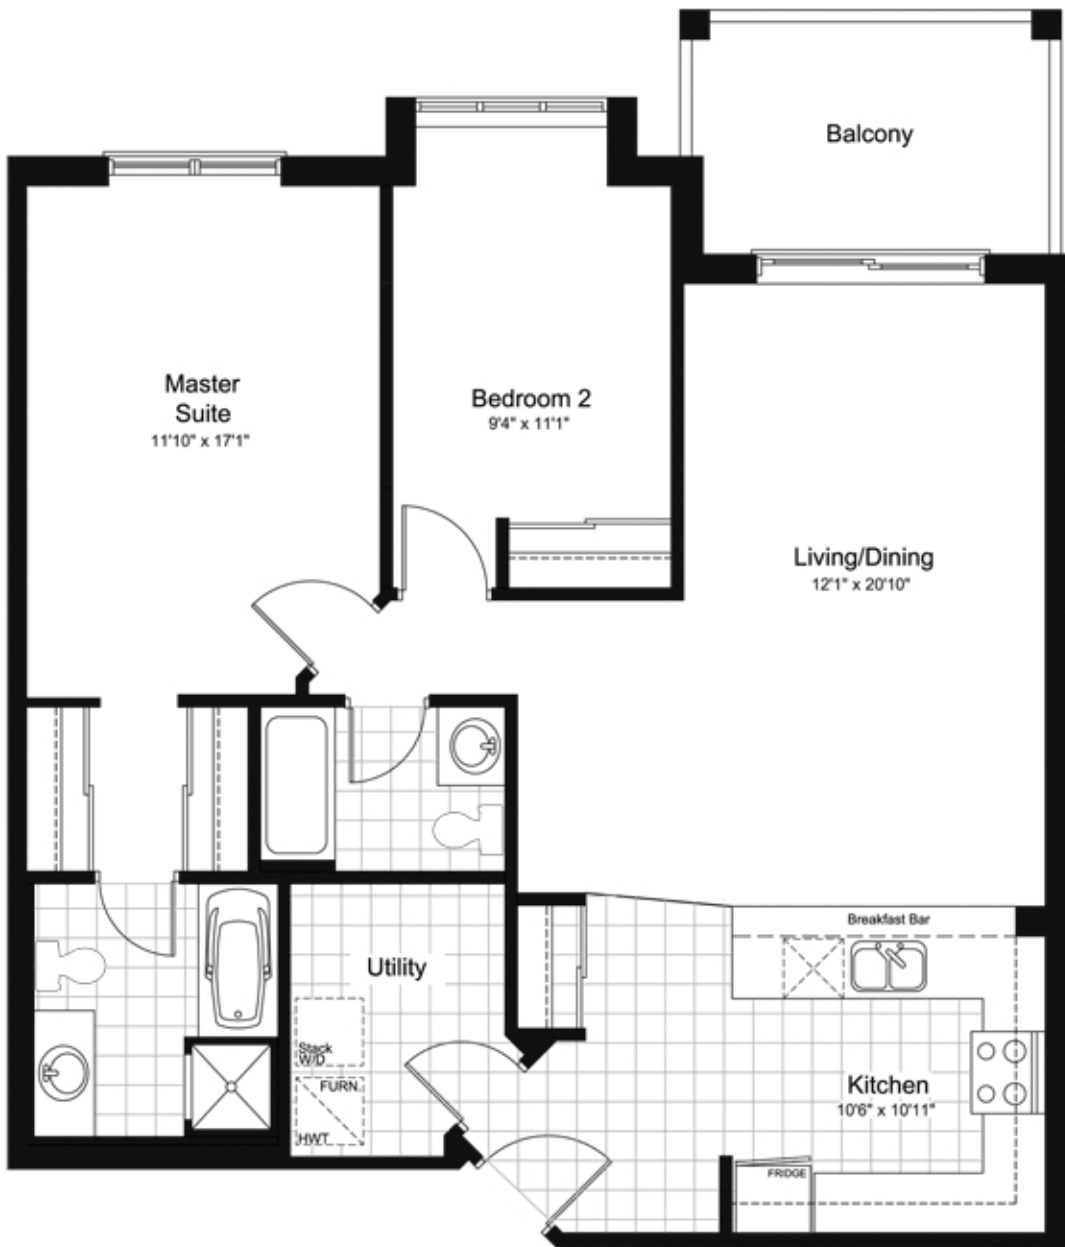 Balcony
Master
Suite
11'10" x 17'1"
Bedroom 2
9'4" x 11'1"
Living/Dining
12'1" x 20'10"
Breakfast Bar
Utility
Stack
W/D
FURN.
HWT
Kitchen
10'6" x 10'11"
FRIDGE